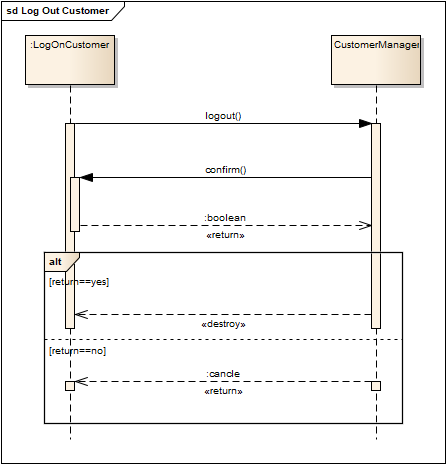 sd Log Out Customer
:LogOnCustomer
CustomerManager
logout()
confirm()
:boolean
«return»
alt
[return==yes]
«destroy»
[return==no]
:cancle
«return»